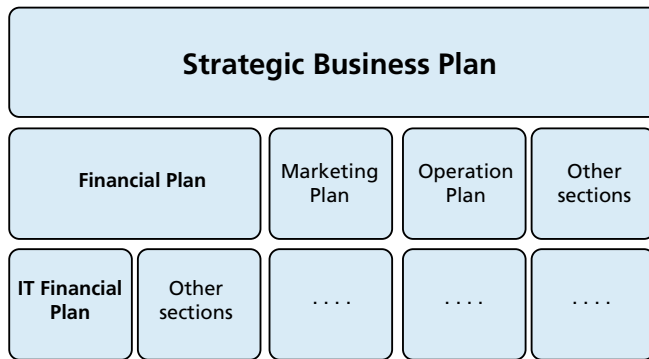 Strategic Business Plan
Financial Plan
Marketing
Plan
Operation
Plan
Other
sections
IT Financial
Plan
Other
sections
. . . .
. . . .
. . . .